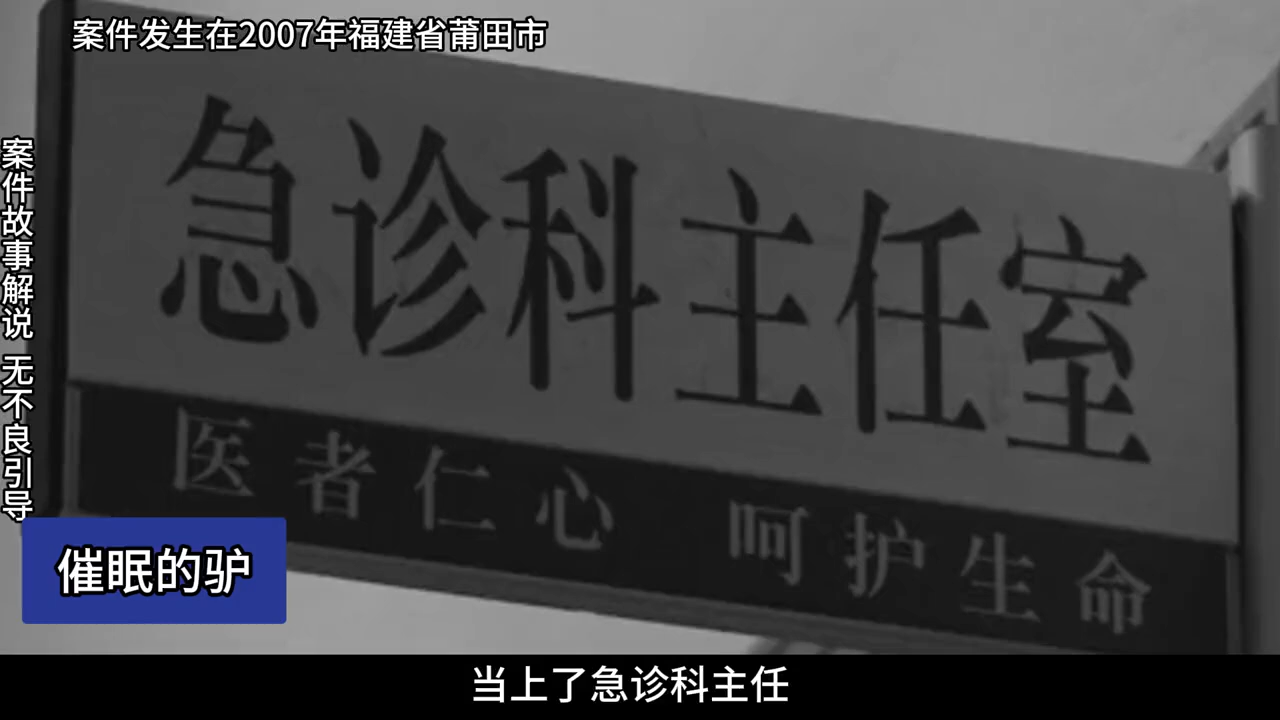 案件发生在2007年福建省莆田市
急诊科主任室
医者仁心 呵护生命
案件故事解说 无不良引导
催眠的驴
当上了急诊科主任